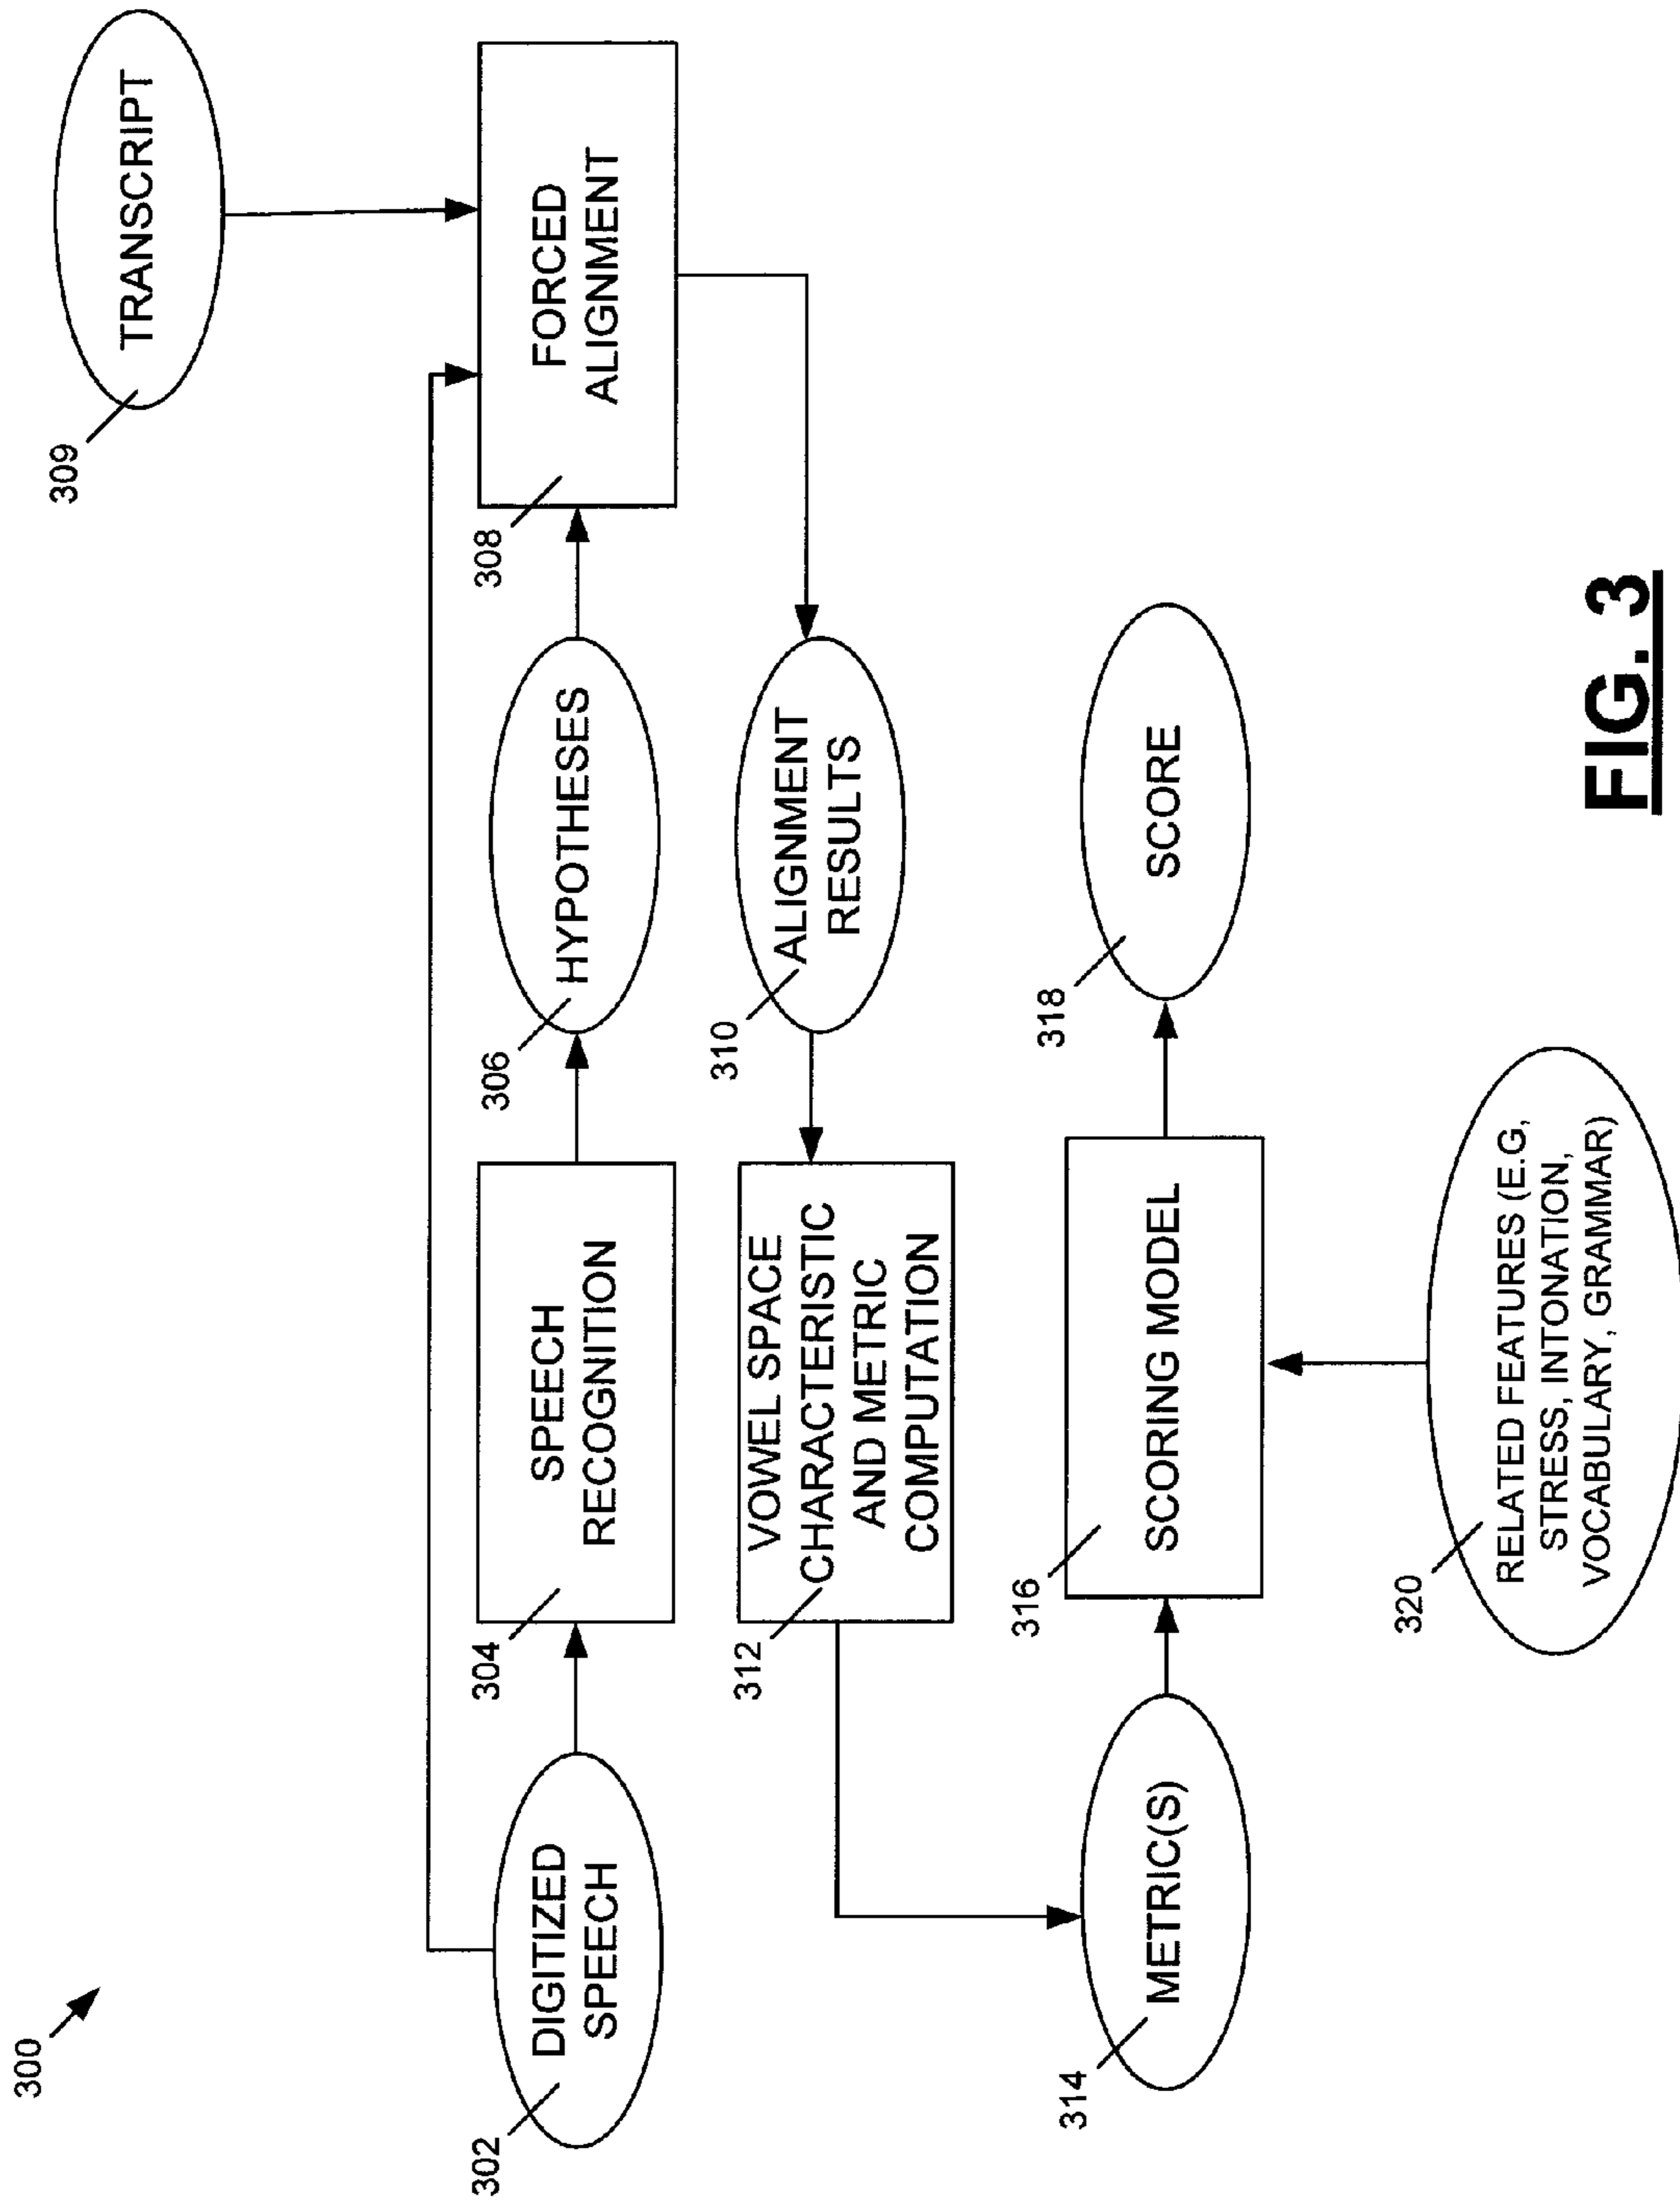 300
309
TRANSCRIPT
302
DIGITIZED
SPEECH
304
SPEECH
RECOGNITION
306
HYPOTHESES
308
FORCED
ALIGNMENT
310
ALIGNMENT
RESULTS
312
VOWEL SPACE
CHARACTERISTIC
AND METRIC
COMPUTATION
314
METRIC(S)
316
SCORING MODEL
318
SCORE
320
RELATED FEATURES (E.G,
STRESS, INTONATION,
VOCABULARY, GRAMMAR)
FIG. 3